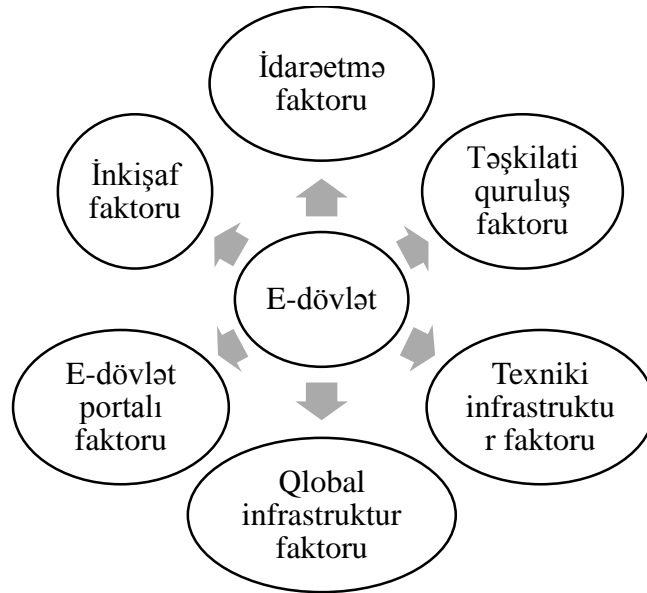 İdarəetmə
faktoru
İnkişaf
faktoru
Təşkilati
quruluş
faktoru
E-dövlət
E-dövlət
portalı
faktoru
Texniki
infrastruktu
r faktoru
Qlobal
infrastruktur
faktoru